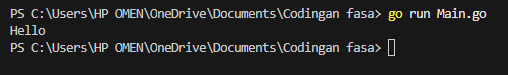 PS C:\Users\HP OMEN\OneDrive\Documents\Codingan fasa> go run Main.go
Hello
PS C:\Users\HP OMEN\OneDrive\Documents\Codingan fasa>